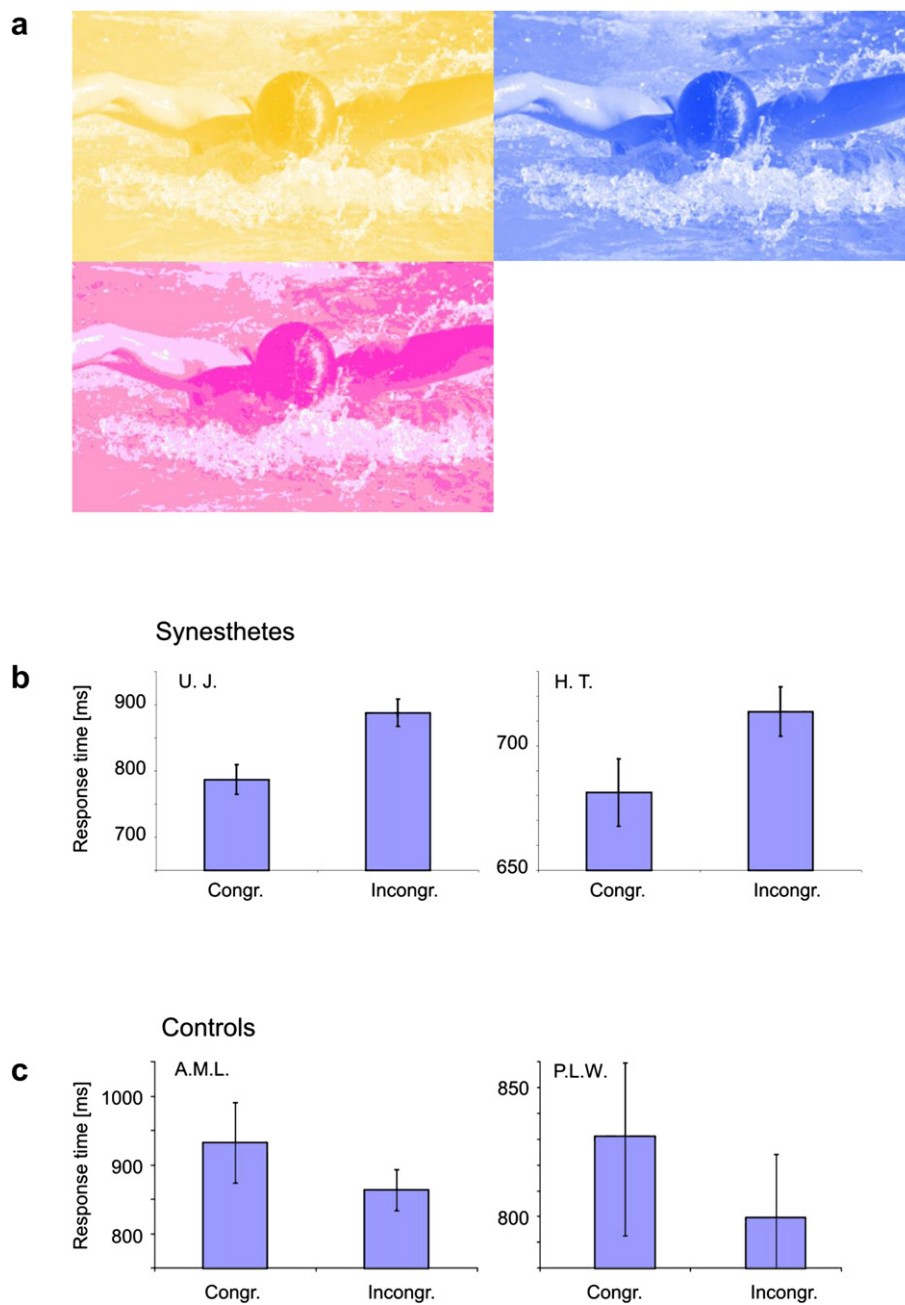 a
Synesthetes
b
Response time [ms]
U. J.
900
800
700
Congr.
Incongr.
H. T.
700
650
Congr.
Incongr.
Controls
c
Response time [ms]
A.M.L.
1000
900
800
Congr.
Incongr.
P.L.W.
850
800
Congr.
Incongr.